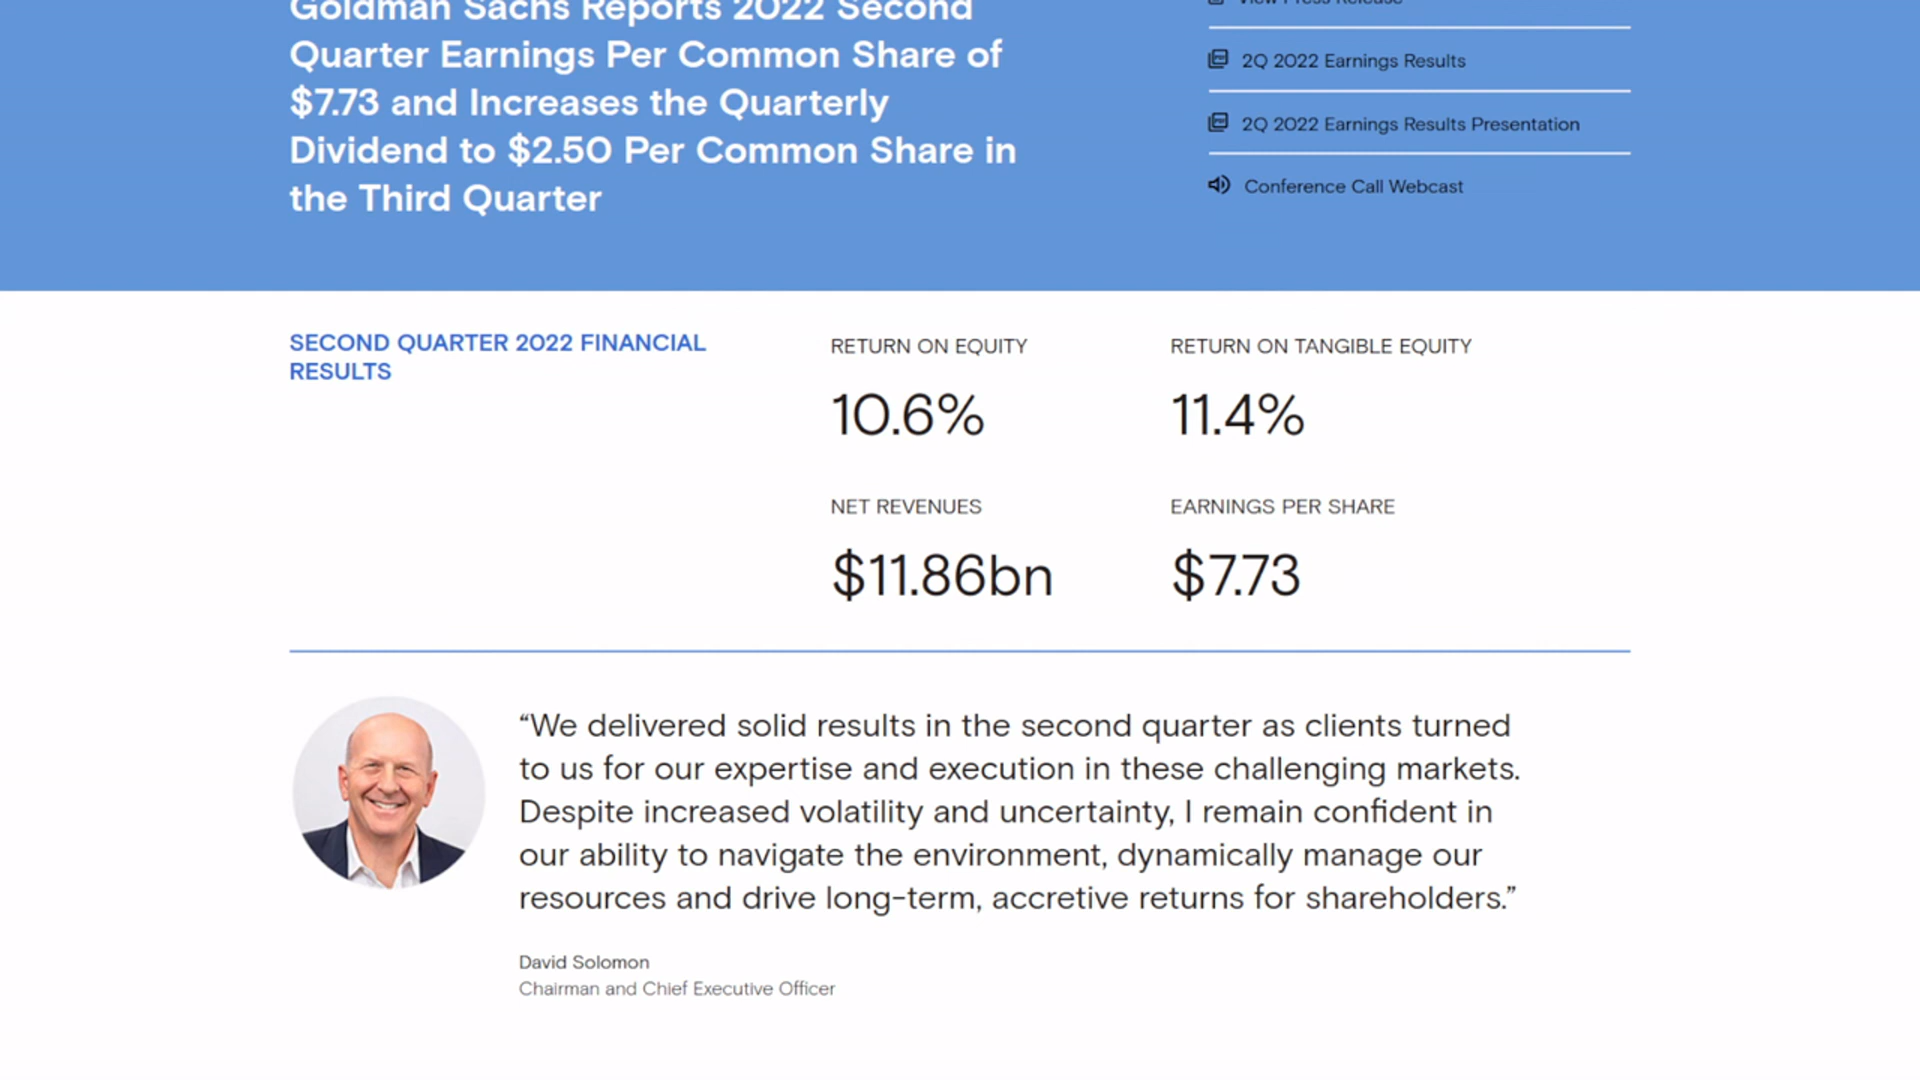 Goldman Sachs Reports 2022 Second
Quarter Earnings Per Common Share of
$7.73 and Increases the Quarterly
Dividend to $2.50 Per Common Share in
the Third Quarter
View Press Release
2Q 2022 Earnings Results
2Q 2022 Earnings Results Presentation
Conference Call Webcast
SECOND QUARTER 2022 FINANCIAL
RESULTS
RETURN ON EQUITY
10.6%
RETURN ON TANGIBLE EQUITY
11.4%
NET REVENUES
$11.86bn
EARNINGS PER SHARE
$7.73
“We delivered solid results in the second quarter as clients turned
to us for our expertise and execution in these challenging markets.
Despite increased volatility and uncertainty, I remain confident in
our ability to navigate the environment, dynamically manage our
resources and drive long-term, accretive returns for shareholders.”
David Solomon
Chairman and Chief Executive Officer